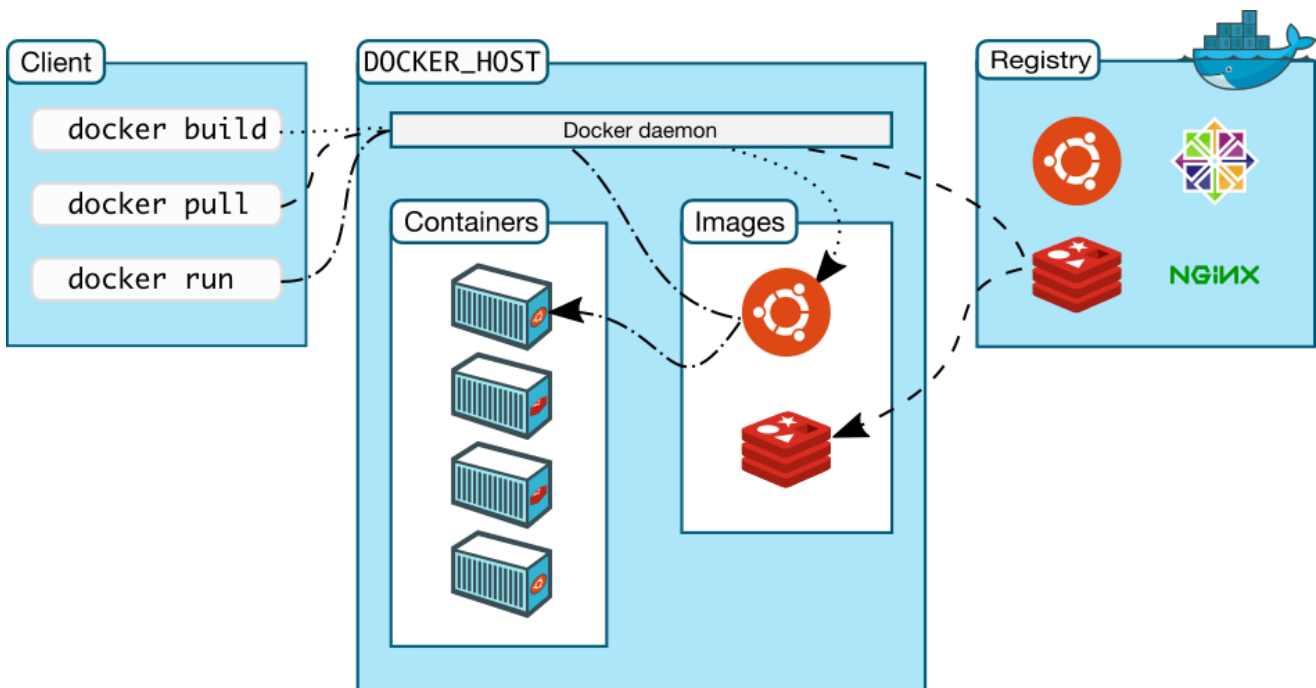 Client
docker build
docker pull
docker run
DOCKER_HOST
Docker daemon
Containers
Images
Registry
NGiNX